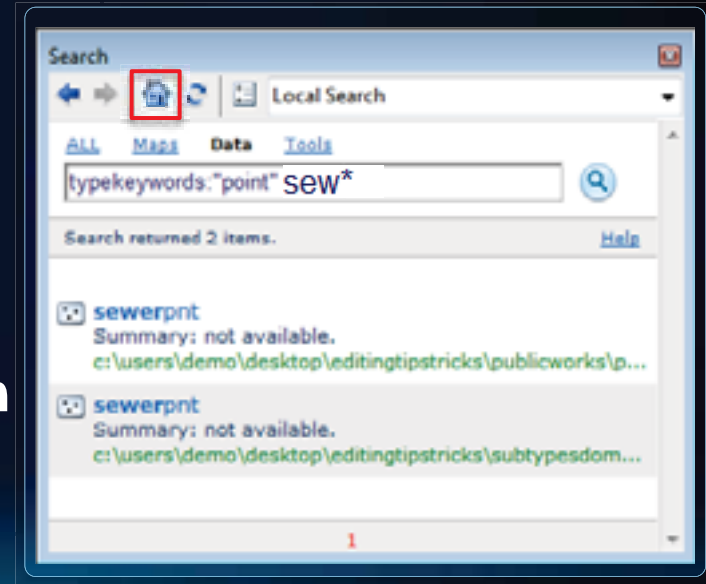 Search
Local Search
ALL Maps Data Tools
typekeywords:"point" sew*
Search returned 2 items. Help
sewerpnt
Summary: not available.
c:\users\demo\desktop\editingtipstricks\publicworks\p...
n
sewerpnt
Summary: not available.
c:\users\demo\desktop\editingtipstricks\subtypesdom...
1